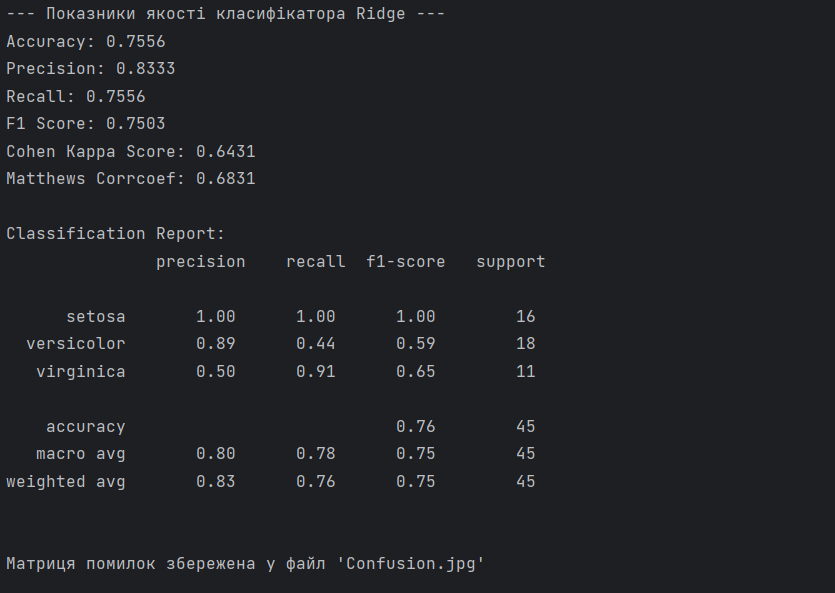 --- Показники якості класифікатора Ridge ---
Accuracy: 0.7556
Precision: 0.8333
Recall: 0.7556
F1 Score: 0.7503
Cohen Kappa Score: 0.6431
Matthews Corrcoef: 0.6831
Classification Report:
precision recall f1-score support
setosa 1.00 1.00 1.00 16
versicolor 0.89 0.44 0.59 18
virginica 0.50 0.91 0.65 11
accuracy 0.76 45
macro avg 0.80 0.78 0.75 45
weighted avg 0.83 0.76 0.75 45
Матриця помилок збережена у файл 'Confusion.jpg'